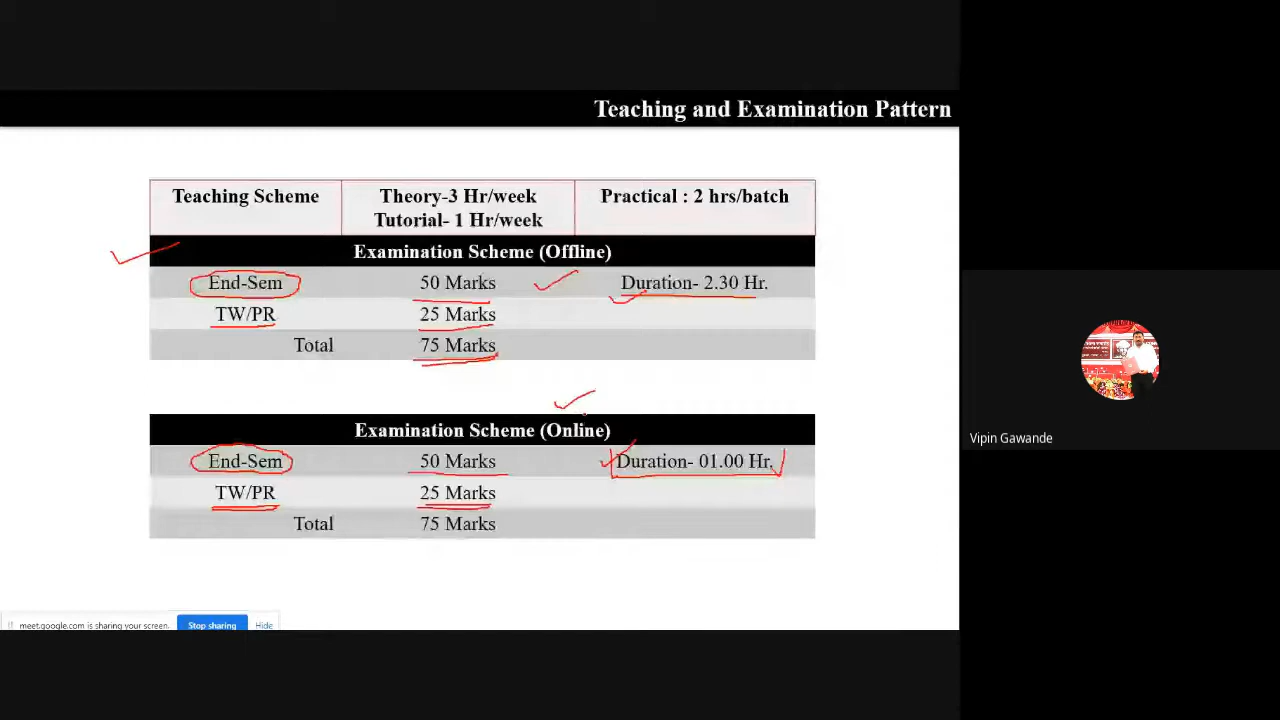 Teaching and Examination Pattern
Teaching Scheme
Theory-3 Hr/week
Tutorial- 1 Hr/week
Practical : 2 hrs/batch
Examination Scheme (Offline)
End-Sem 50 Marks Duration- 2.30 Hr.
TW/PR 25 Marks
Total 75 Marks
Examination Scheme (Online)
End-Sem 50 Marks Duration- 01.00 Hr.
TW/PR 25 Marks
Total 75 Marks
Vipin Gawande
meet.google.com is sharing your screen. Stop sharing Hide